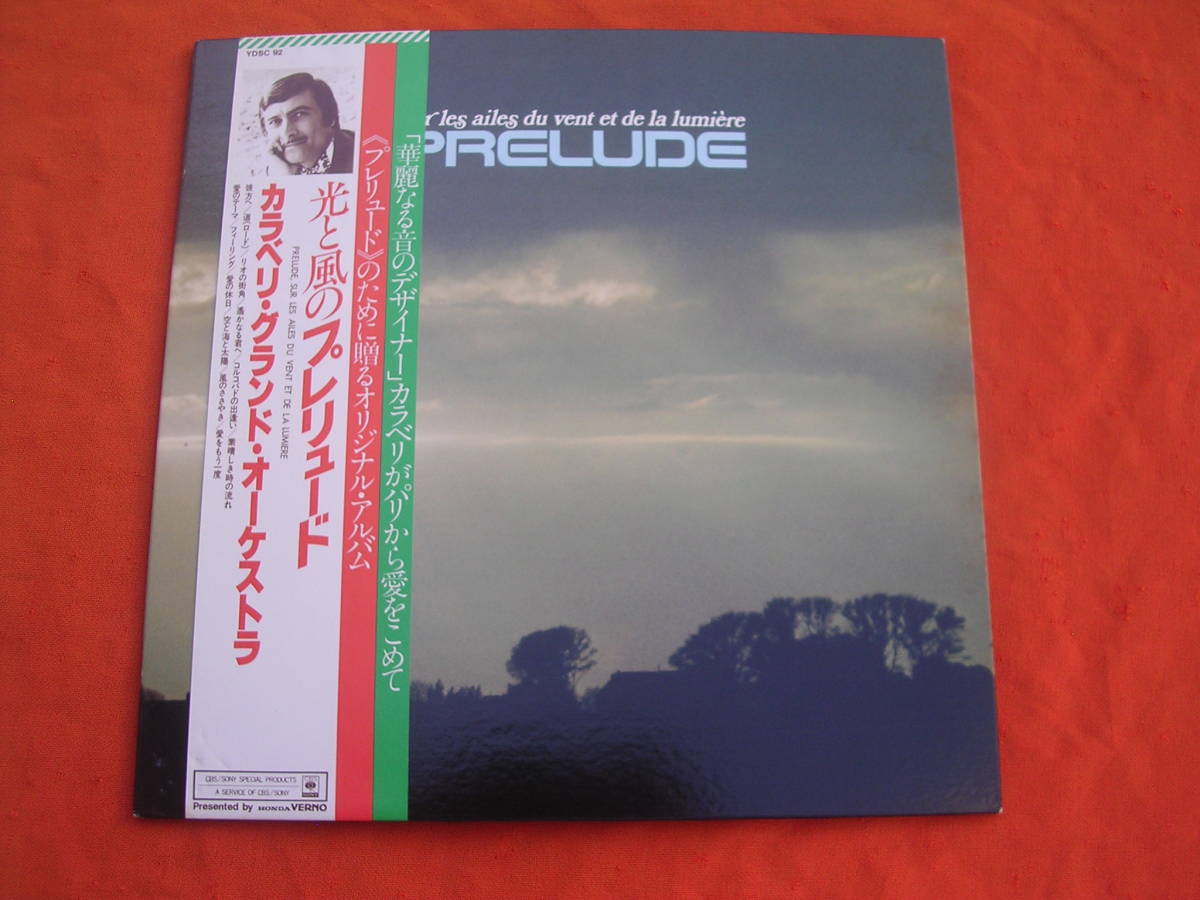 YDSC 92
r les ailes du vent et de la lumière
PRELUDE
「華麗なる音のデザイナー」カラベリがパリから愛をこめて
《プレリュード》のために贈るオリジナル・アルバム
光と風のプレリュード
PRELUDE, SUR LES AILES DU VENT ET DE LA LUMIERE
カラベリ・グランド・オーケストラ
彼方へ/道(ロード)/リオの街角/遙かなる君へ/コルコバドの出逢い/素晴しき時の流れ
愛のテーマ/フィーリング/愛の休日/空と海と太陽/風のささやき/愛をもう一度
CBS/SONY SPECIAL PRODUCTS
A SERVICE OF CBS/SONY
Presented by HONDA VERNO